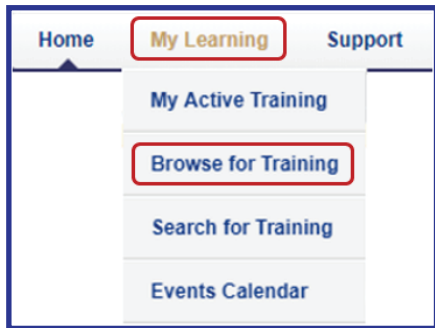 Home My Learning Support
My Active Training
Browse for Training
Search for Training
Events Calendar